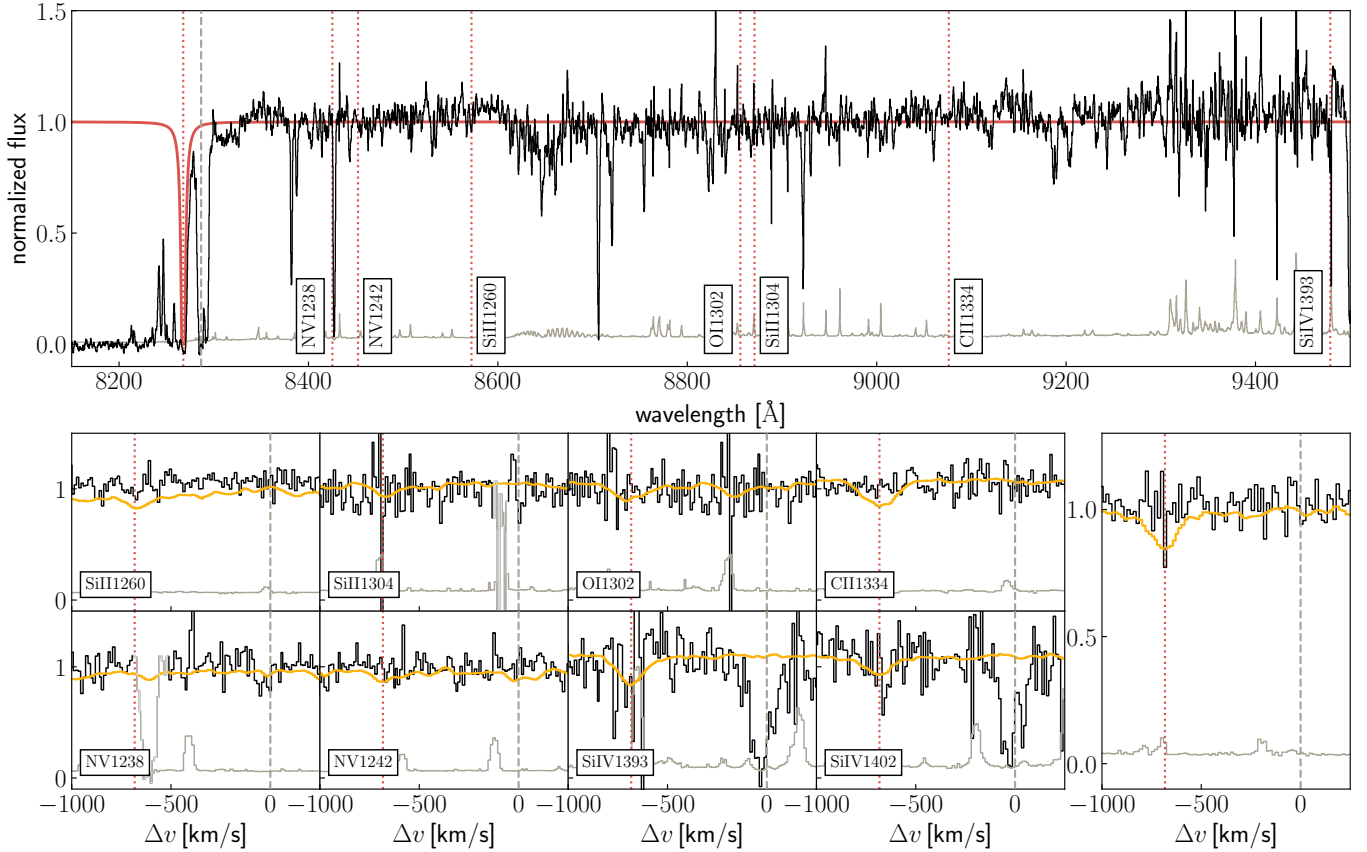 1.5
1.0
0.5
0.0
normalized flux
NV1238
NV1242
SiII1260
OI1302
SiII1304
CII1334
SiIV1393
8200 8400 8600 8800 9000 9200 9400
wavelength [Å]
1
0
SiII1260
SiII1304
OI1302
CII1334
1
0
NV1238
NV1242
SiIV1393
SiIV1402
−1000 −500 0 −1000 −500 0 −1000 −500 0 −1000 −500 0
Δv [km/s] Δv [km/s] Δv [km/s] Δv [km/s]
1.0
0.5
0.0
−1000 −500 0
Δv [km/s]